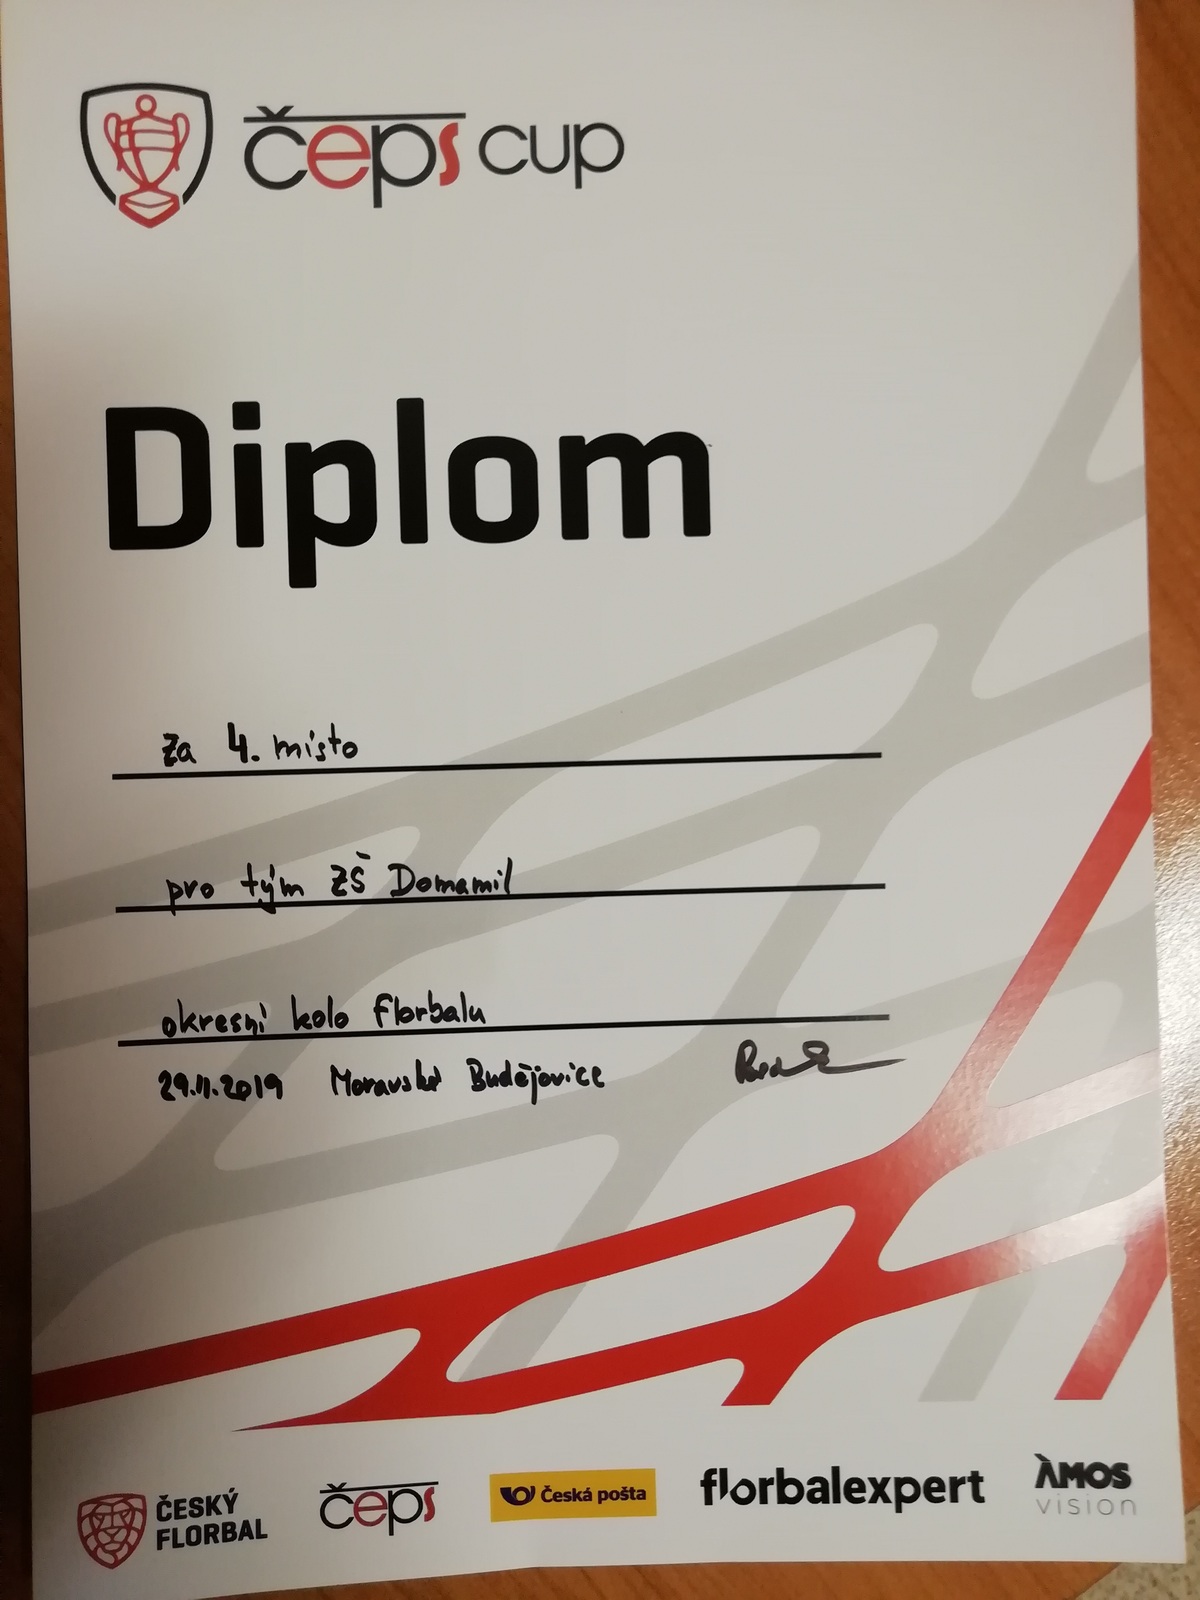 čeps cup
Diplom
za 4. místo
pro tým ZŠ Domamil
okresní kolo florbalu
29.11.2019 Moravské Budějovice
ČESKÝ
FLORBAL
čeps
Česká pošta
florbalexpert
ÀMOS
vision